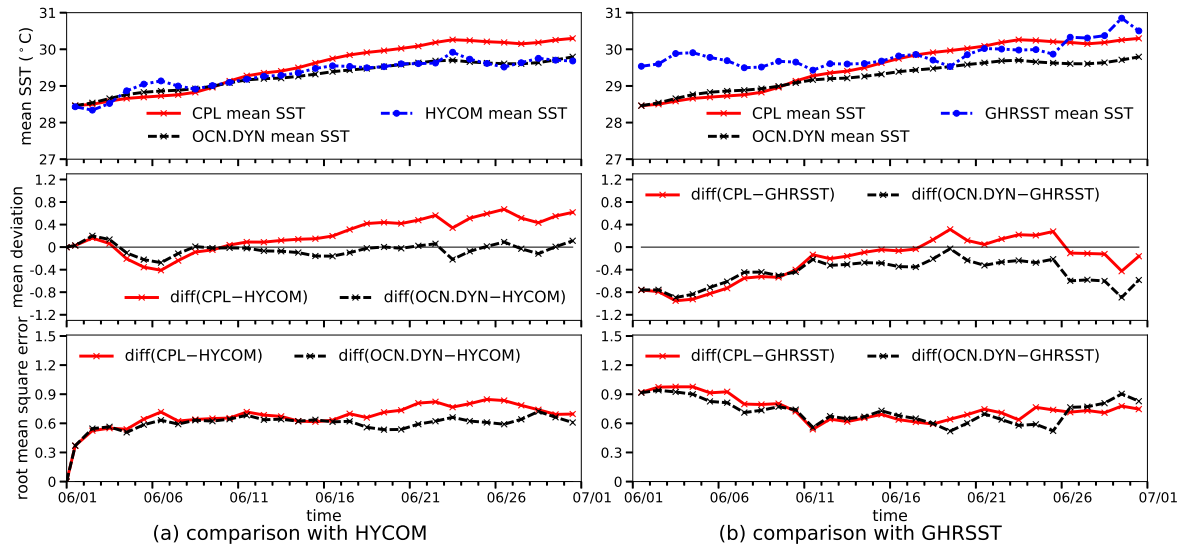 mean SST (°C)
31
30
29
28
27
CPL mean SST
OCN.DYN mean SST
HYCOM mean SST
mean deviation
1.2
0.8
0.4
0
-0.4
-0.8
-1.2
diff(CPL−HYCOM)
diff(OCN.DYN−HYCOM)
root mean square error
1.5
1.2
0.9
0.6
0.3
0
diff(CPL−HYCOM)
diff(OCN.DYN−HYCOM)
06/01 06/06 06/11 06/16 06/21 06/26 07/01
time
(a) comparison with HYCOM
31
30
29
28
27
CPL mean SST
OCN.DYN mean SST
GHRSST mean SST
1.2
0.8
0.4
0
-0.4
-0.8
-1.2
diff(CPL−GHRSST)
diff(OCN.DYN−GHRSST)
1.5
1.2
0.9
0.6
0.3
0
diff(CPL−GHRSST)
diff(OCN.DYN−GHRSST)
06/01 06/06 06/11 06/16 06/21 06/26 07/01
time
(b) comparison with GHRSST